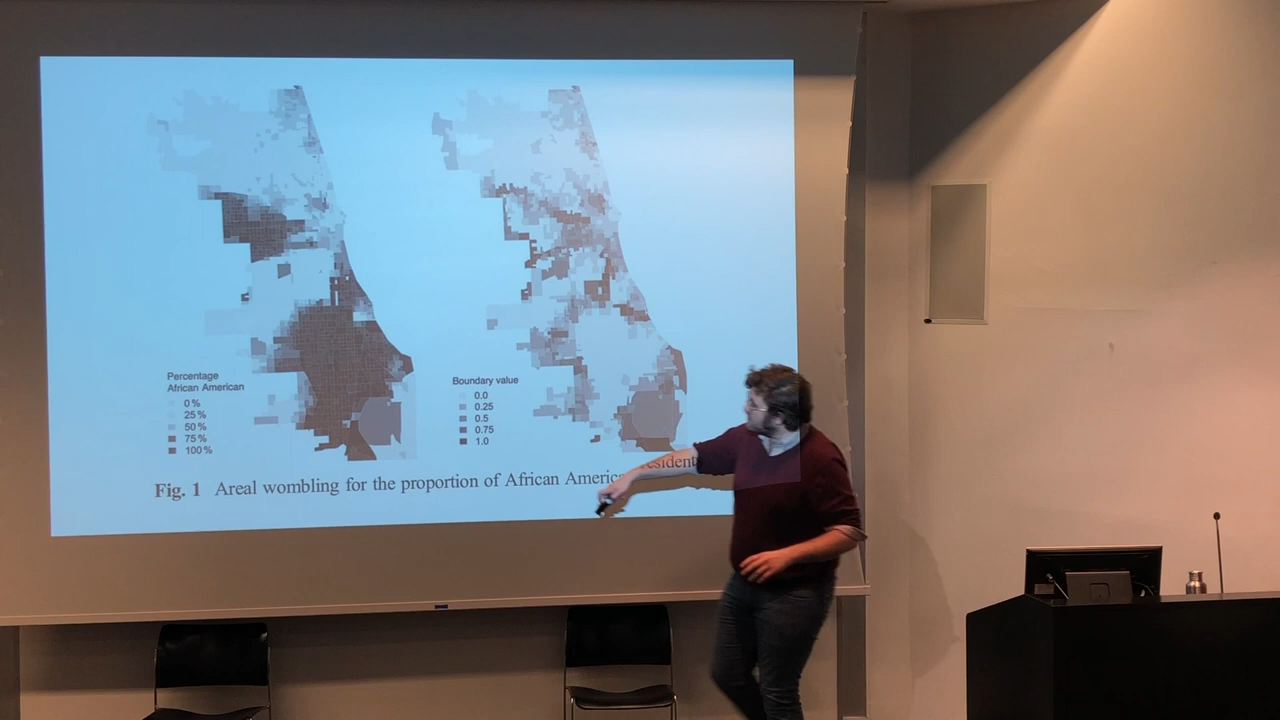 Percentage
African American
0 %
25 %
50 %
75 %
100 %
Boundary value
0.0
0.25
0.5
0.75
1.0
Fig. 1 Areal wombling for the proportion of African